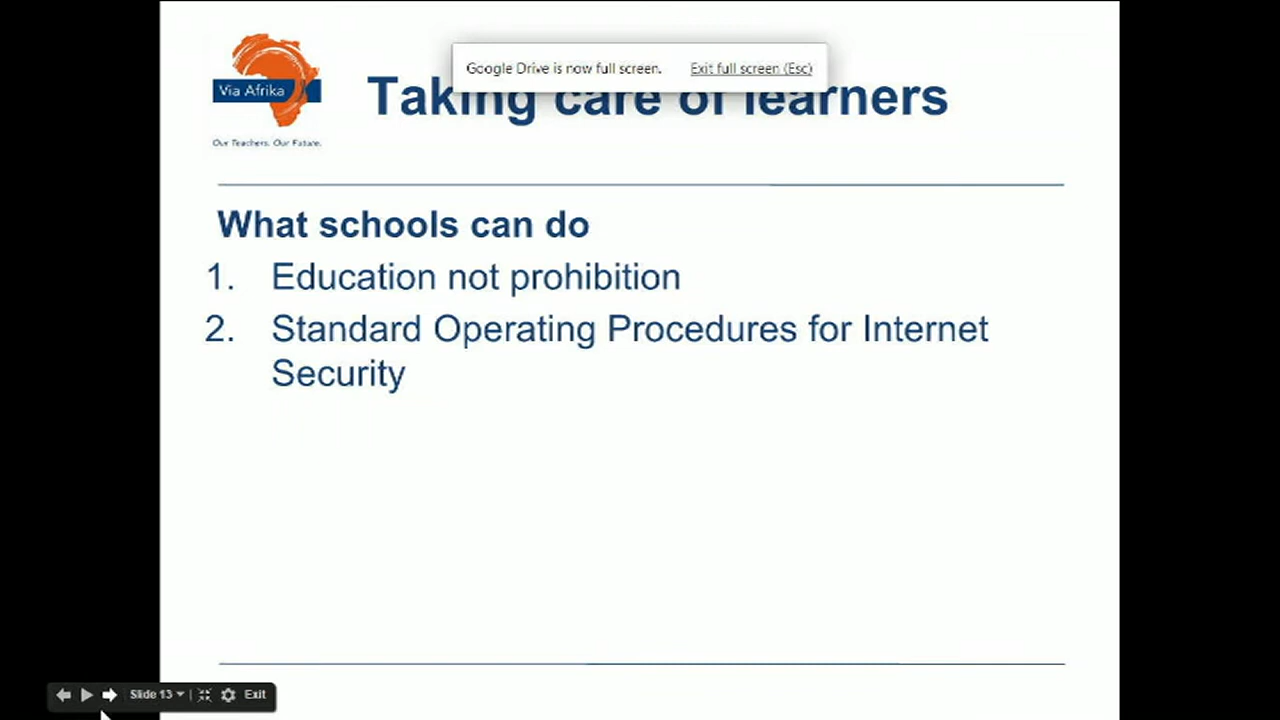 Google Drive is now full screen. Exit full screen (Esc)
Via Afrika
Taking care of learners
Our Teachers. Our Future.
What schools can do
1. Education not prohibition
2. Standard Operating Procedures for Internet
Security
Slide 13 Exit